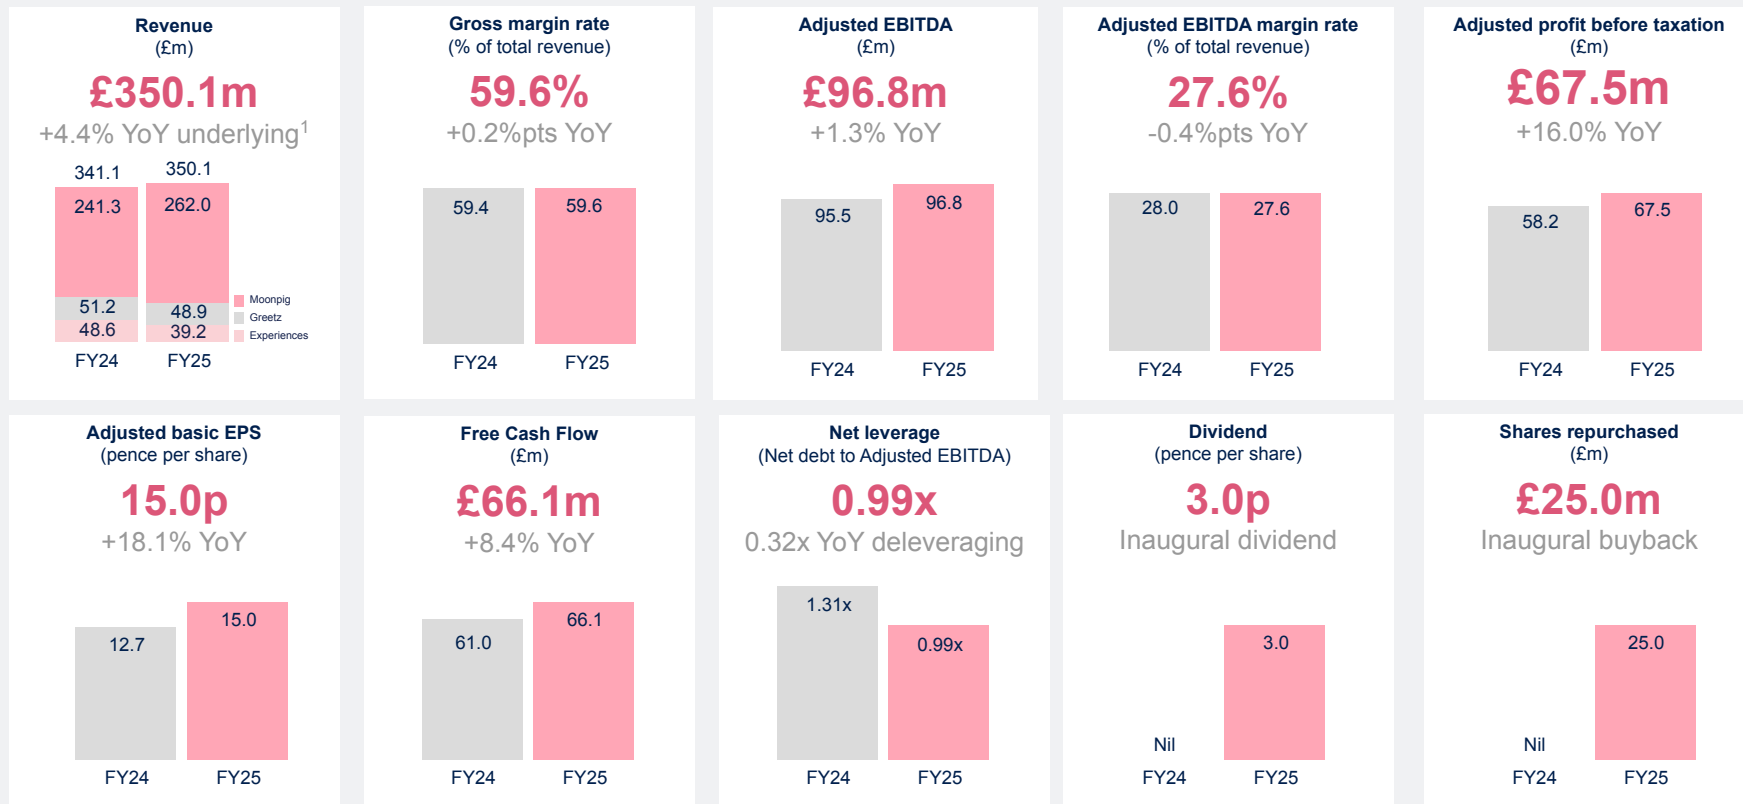 Revenue
(£m)
£350.1m
+4.4% YoY underlying1
341.1
350.1
241.3
262.0
51.2
48.9
48.6
39.2
FY24
FY25
Moonpig
Greetz
Experiences
Gross margin rate
(% of total revenue)
59.6%
+0.2%pts YoY
59.4
59.6
FY24
FY25
Adjusted EBITDA
(£m)
£96.8m
+1.3% YoY
95.5
96.8
FY24
FY25
Adjusted EBITDA margin rate
(% of total revenue)
27.6%
-0.4%pts YoY
28.0
27.6
FY24
FY25
Adjusted profit before taxation
(£m)
£67.5m
+16.0% YoY
58.2
67.5
FY24
FY25
Adjusted basic EPS
(pence per share)
15.0p
+18.1% YoY
12.7
15.0
FY24
FY25
Free Cash Flow
(£m)
£66.1m
+8.4% YoY
61.0
66.1
FY24
FY25
Net leverage
(Net debt to Adjusted EBITDA)
0.99x
0.32x YoY deleveraging
1.31x
0.99x
FY24
FY25
Dividend
(pence per share)
3.0p
Inaugural dividend
Nil
3.0
FY24
FY25
Shares repurchased
(£m)
£25.0m
Inaugural buyback
Nil
25.0
FY24
FY25